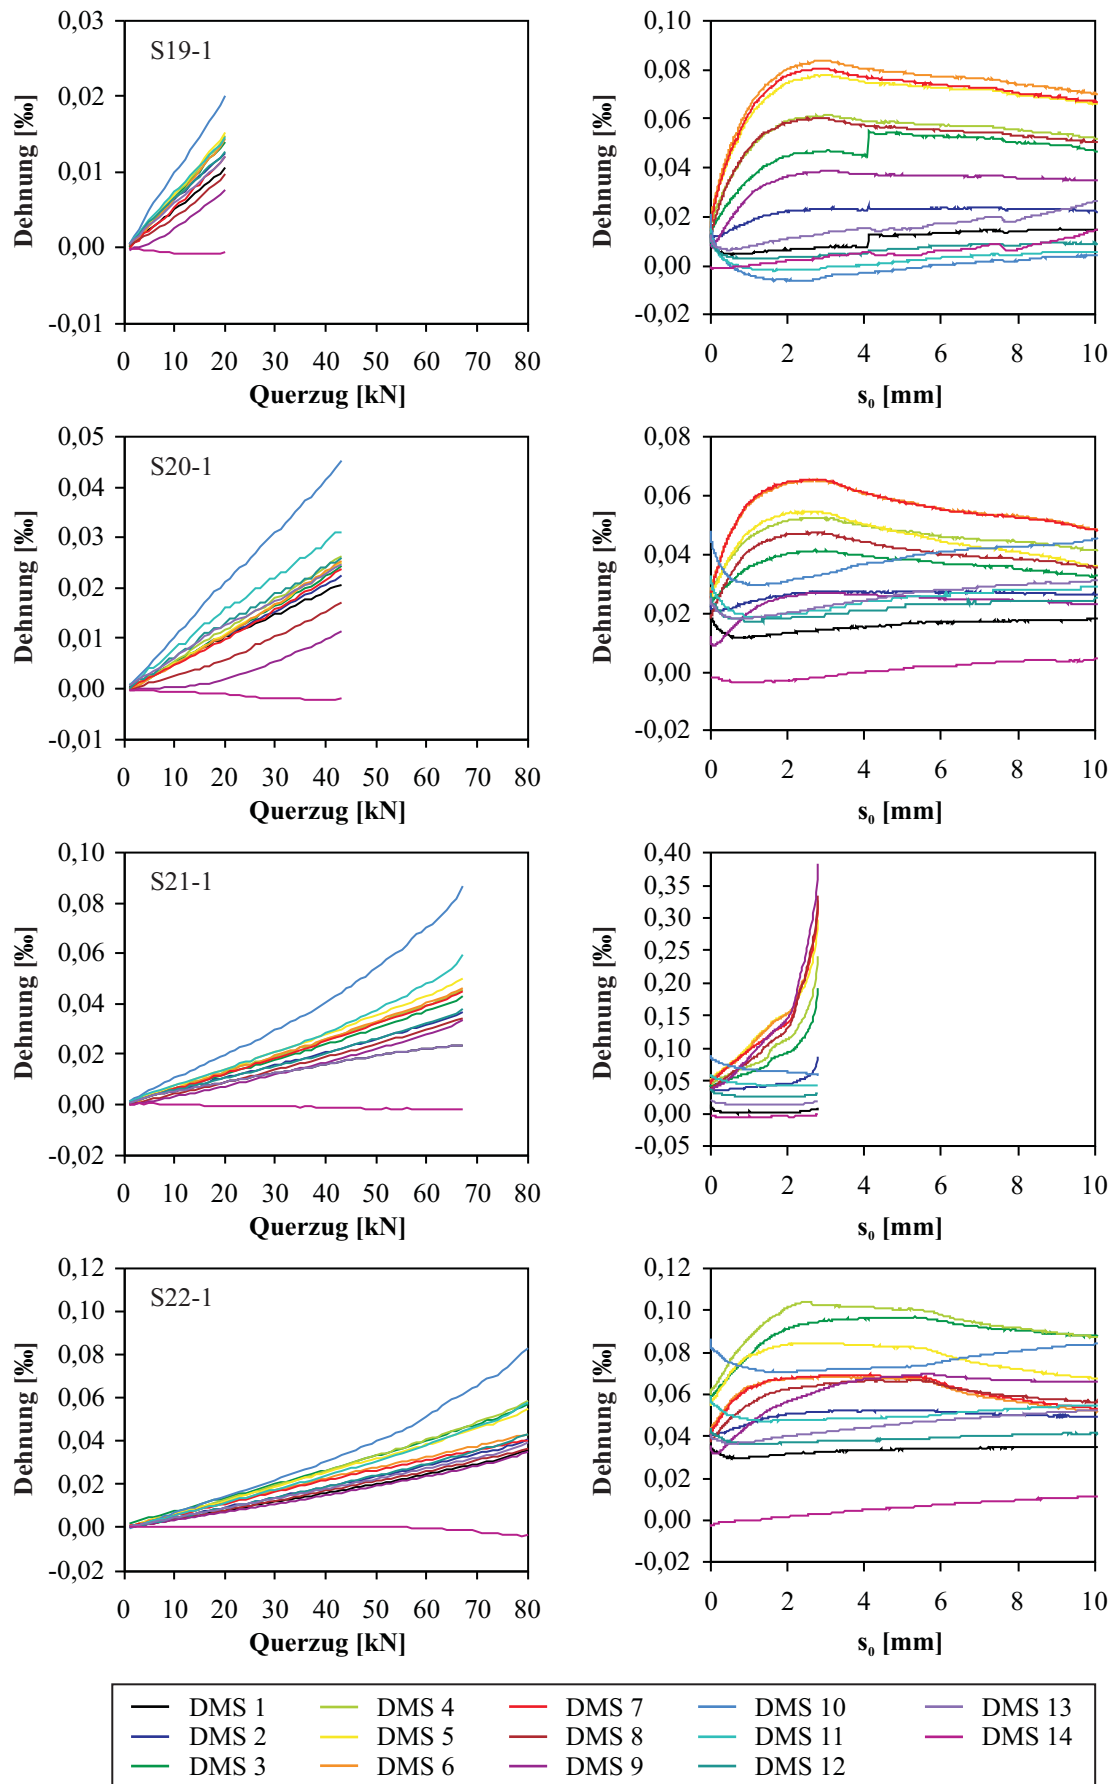 S19-1
Dehnung [‰]
0,03
0,02
0,01
0,00
-0,01
0 10 20 30 40 50 60 70 80
Querzug [kN]
Dehnung [‰]
0,10
0,08
0,06
0,04
0,02
0,00
-0,02
0 2 4 6 8 10
s₀ [mm]
S20-1
Dehnung [‰]
0,05
0,04
0,03
0,02
0,01
0,00
-0,01
0 10 20 30 40 50 60 70 80
Querzug [kN]
Dehnung [‰]
0,08
0,06
0,04
0,02
0,00
-0,02
0 2 4 6 8 10
s₀ [mm]
S21-1
Dehnung [‰]
0,10
0,08
0,06
0,04
0,02
0,00
-0,02
0 10 20 30 40 50 60 70 80
Querzug [kN]
Dehnung [‰]
0,40
0,35
0,30
0,25
0,20
0,15
0,10
0,05
0,00
-0,05
0 2 4 6 8 10
s₀ [mm]
S22-1
Dehnung [‰]
0,12
0,10
0,08
0,06
0,04
0,02
0,00
-0,02
0 10 20 30 40 50 60 70 80
Querzug [kN]
Dehnung [‰]
0,12
0,10
0,08
0,06
0,04
0,02
0,00
-0,02
0 2 4 6 8 10
s₀ [mm]
DMS 1 DMS 4 DMS 7 DMS 10 DMS 13
DMS 2 DMS 5 DMS 8 DMS 11 DMS 14
DMS 3 DMS 6 DMS 9 DMS 12